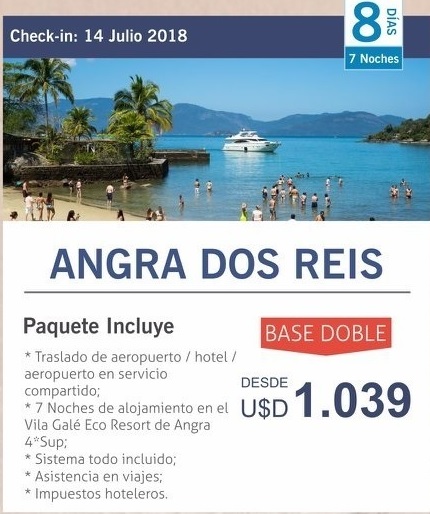 Check-in: 14 Julio 2018
8 DÍAS
7 Noches
ANGRA DOS REIS
Paquete Incluye
* Traslado de aeropuerto / hotel /
aeropuerto en servicio
compartido;
* 7 Noches de alojamiento en el
Vila Galé Eco Resort de Angra
4*Sup;
* Sistema todo incluido;
* Asistencia en viajes;
* Impuestos hoteleros.
BASE DOBLE
DESDE
U$D 1.039